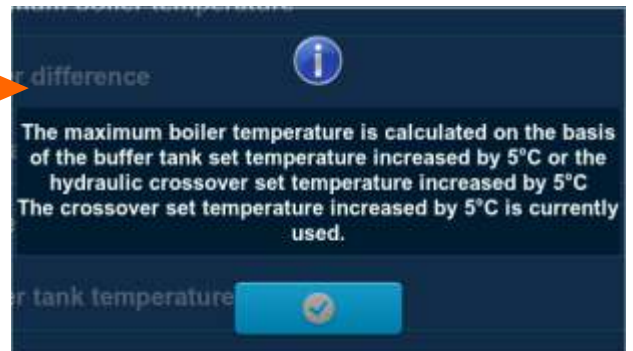 boiler temperature
difference
The maximum boiler temperature is calculated on the basis
of the buffer tank set temperature increased by 5°C or the
hydraulic crossover set temperature increased by 5°C
The crossover set temperature increased by 5°C is currently
used.
tank temperature